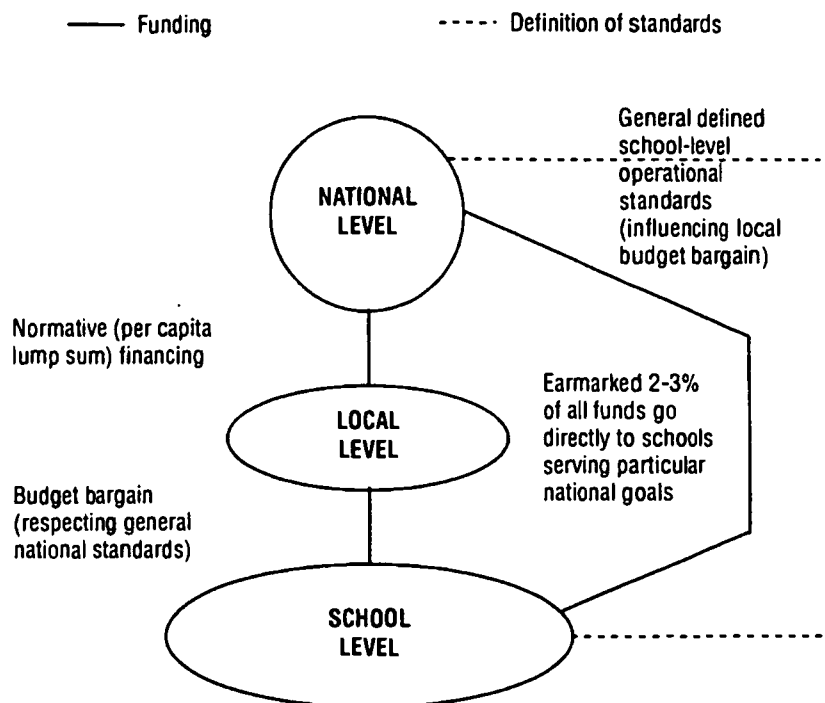 Funding
Definition of standards
General defined
school-level
operational
standards
(influencing local
budget bargain)
NATIONAL
LEVEL
Normative (per capita
lump sum) financing
Earmarked 2-3%
of all funds go
directly to schools
serving particular
national goals
LOCAL
LEVEL
Budget bargain
(respecting general
national standards)
SCHOOL
LEVEL